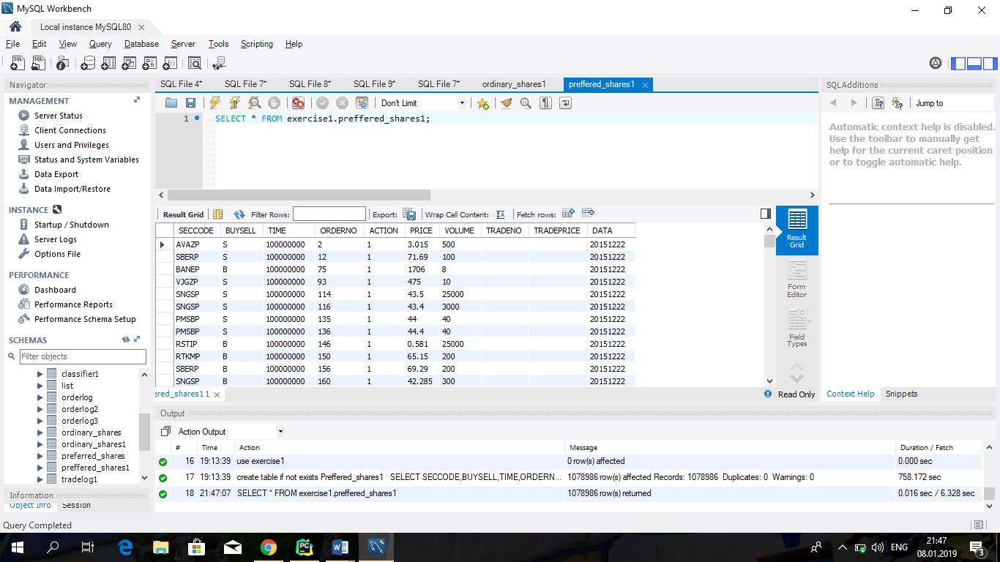 MySQL Workbench
Local instance MySQL80
File Edit View Query Database Server Tools Scripting Help
Navigator
MANAGEMENT
Server Status
Client Connections
Users and Privileges
Status and System Variables
Data Export
Data Import/Restore
INSTANCE
Startup / Shutdown
Server Logs
Options File
PERFORMANCE
Dashboard
Performance Reports
Performance Schema Setup
SCHEMAS
Filter objects
classifier1
list
orderlog
orderlog2
orderlog3
ordinary_shares
ordinary_shares1
preferred_shares
preffered_shares1
tradelog1
Information
Object Info Session
SQL File 4* SQL File 7* SQL File 8* SQL File 9* SQL File 7* ordinary_shares1 preffered_shares1
Don't Limit
1 SELECT * FROM exercise1.preffered_shares1;
Result Grid Filter Rows: Export: Wrap Cell Content: Fetch rows:
SECCODE BUYSELL TIME ORDERNO ACTION PRICE VOLUME TRADENO TRADEPRICE DATA
AVAZP S 100000000 2 1 3.015 500 20151222
SBERP S 100000000 12 1 71.69 100 20151222
BANEP B 100000000 75 1 1706 8 20151222
VJGZP S 100000000 93 1 475 10 20151222
SNGSP S 100000000 114 1 43.5 25000 20151222
SNGSP S 100000000 116 1 43.4 3000 20151222
PMSBP S 100000000 135 1 44 40 20151222
PMSBP S 100000000 136 1 44.4 40 20151222
RSTIP B 100000000 146 1 0.581 25000 20151222
RTKMP B 100000000 150 1 65.15 200 20151222
SBERP B 100000000 156 1 69.29 200 20151222
SNGSP B 100000000 160 1 42.285 300 20151222
Result Grid
Form Editor
Field Types
ered_shares1 1
Read Only
SQLAdditions
Jump to
Automatic context help is disabled.
Use the toolbar to manually get
help for the current caret position
or to toggle automatic help.
Context Help Snippets
Output
Action Output
# Time Action Message Duration / Fetch
16 19:13:39 use exercise1 0 row(s) affected 0.000 sec
17 19:13:39 create table if not exists Preffered_shares1 SELECT SECCODE,BUYSELL,TIME,ORDERN... 1078986 row(s) affected Records: 1078986 Duplicates: 0 Warnings: 0 758.172 sec
18 21:47:07 SELECT * FROM exercise1.preffered_shares1 1078986 row(s) returned 0.016 sec / 6.328 sec
Query Completed
ENG
21:47
08.01.2019
3